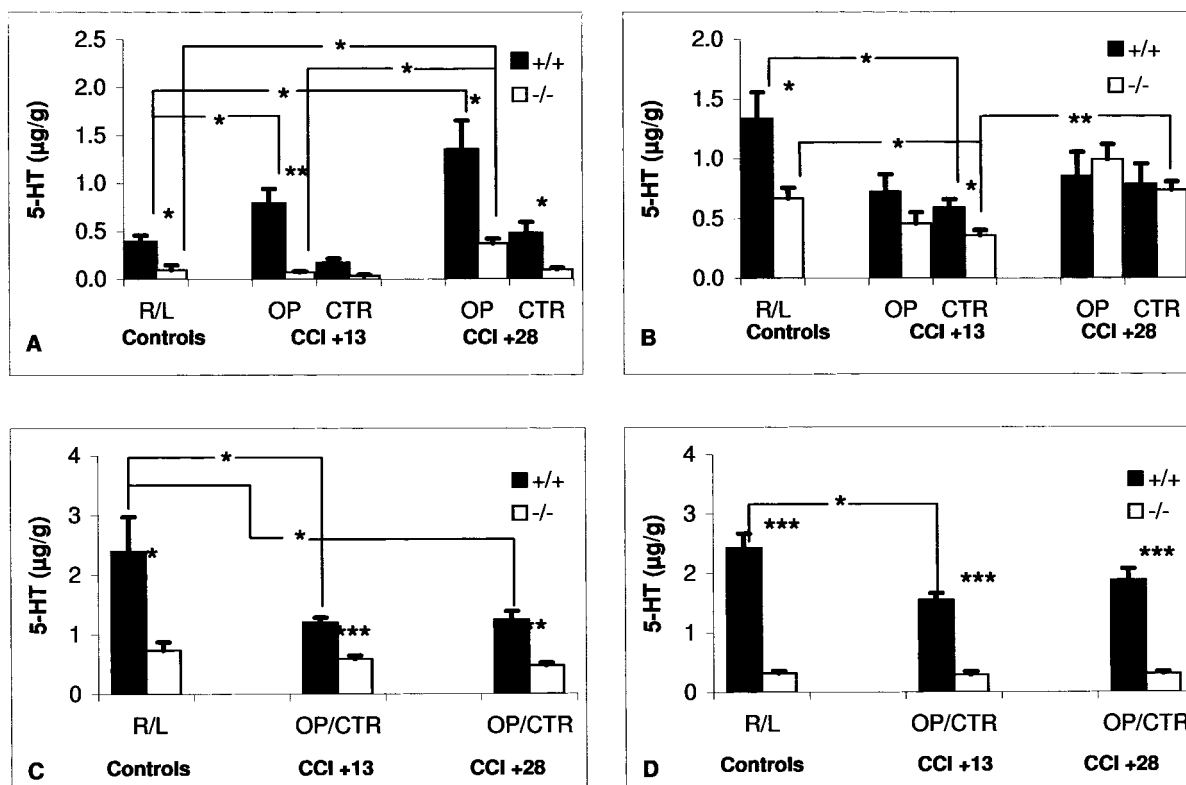 2.5
2.0
1.5
1.0
0.5
0.0
5-HT (µg/g)
*
*
*
*
*
**
*
*
+/+
-/-
R/L
OP CTR
OP CTR
Controls
CCI +13
CCI +28
A
2.0
1.5
1.0
0.5
0.0
5-HT (µg/g)
*
*
*
*
**
+/+
-/-
R/L
OP CTR
OP CTR
Controls
CCI +13
CCI +28
B
4
3
2
1
0
5-HT (µg/g)
*
*
*
***
**
+/+
-/-
R/L
OP/CTR
OP/CTR
Controls
CCI +13
CCI +28
C
4
3
2
1
0
5-HT (µg/g)
*
***
***
***
+/+
-/-
R/L
OP/CTR
OP/CTR
Controls
CCI +13
CCI +28
D